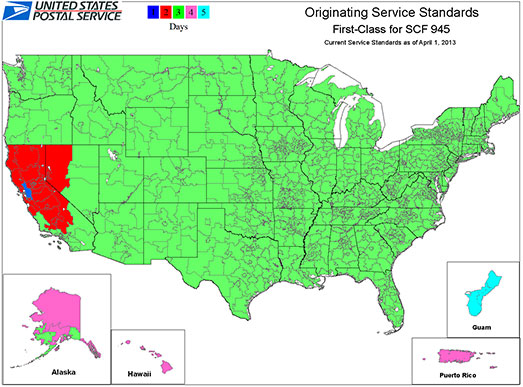 UNITED STATES
POSTAL SERVICE
1 2 3 4 5
Days
Originating Service Standards
First-Class for SCF 945
Current Service Standards as of April 1, 2013
Alaska
Hawaii
Guam
Puerto Rico